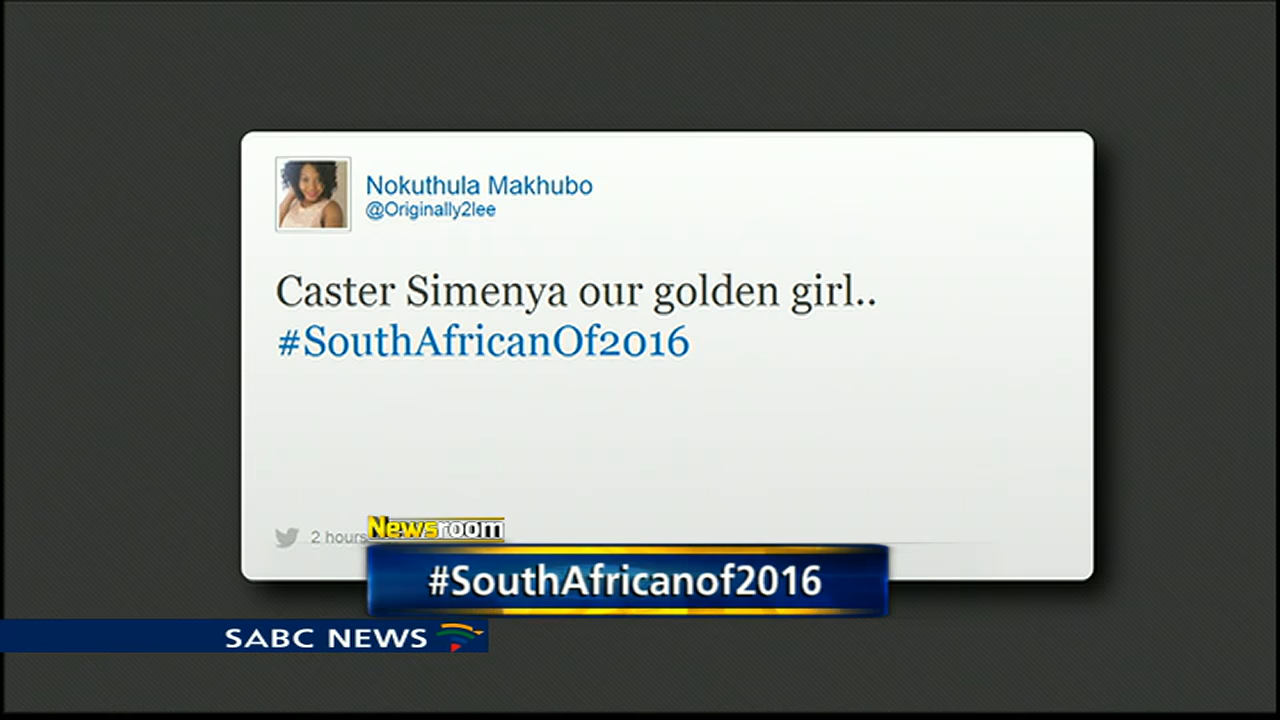 Nokuthula Makhubo
@Originally2lee
Caster Simenya our golden girl..
#SouthAfricanOf2016
2 hours
Newsroom
#SouthAfricanof2016
SABC NEWS